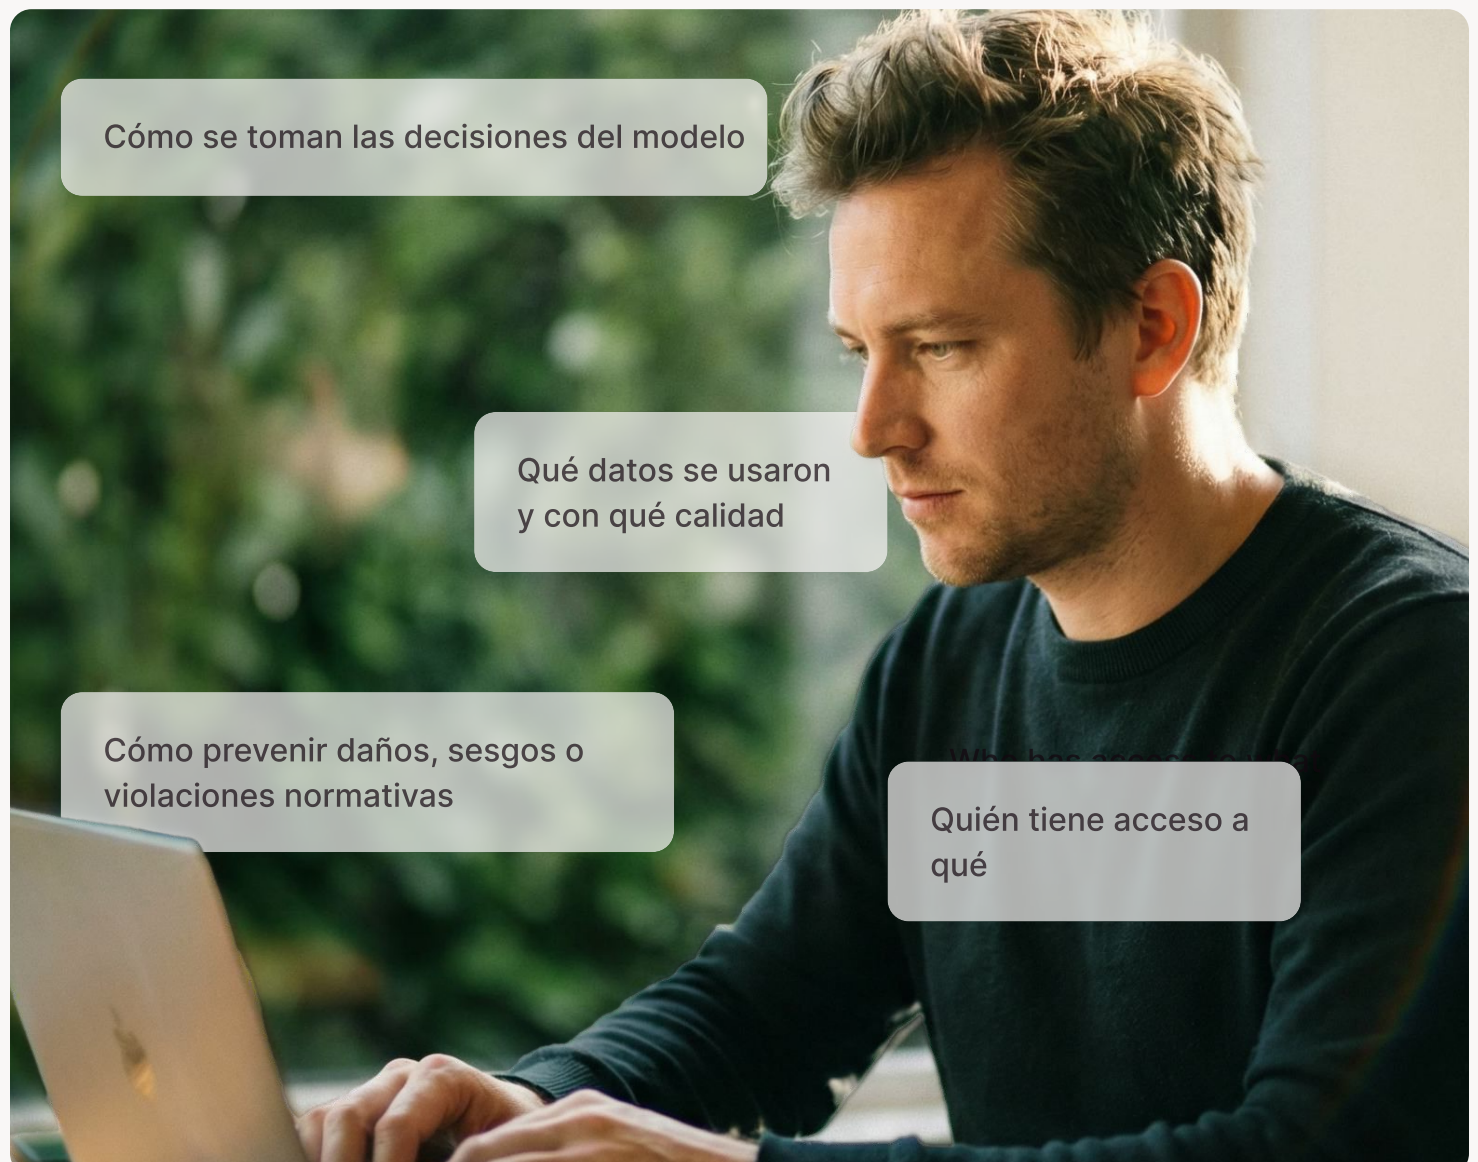 Cómo se toman las decisiones del modelo
Qué datos se usaron
y con qué calidad
Cómo prevenir daños, sesgos o
violaciones normativas
Quién tiene acceso a
qué